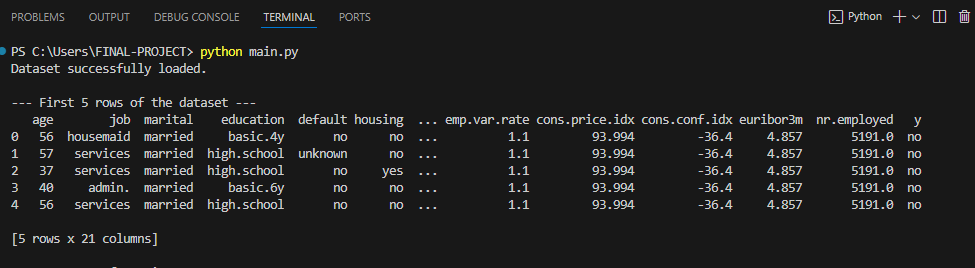 PROBLEMS OUTPUT DEBUG CONSOLE TERMINAL PORTS Python
PS C:\Users\FINAL-PROJECT> python main.py
Dataset successfully loaded.
--- First 5 rows of the dataset ---
age job marital education default housing ... emp.var.rate cons.price.idx cons.conf.idx euribor3m nr.employed y
0 56 housemaid married basic.4y no no ... 1.1 93.994 -36.4 4.857 5191.0 no
1 57 services married high.school unknown no ... 1.1 93.994 -36.4 4.857 5191.0 no
2 37 services married high.school no yes ... 1.1 93.994 -36.4 4.857 5191.0 no
3 40 admin. married basic.6y no no ... 1.1 93.994 -36.4 4.857 5191.0 no
4 56 services married high.school no no ... 1.1 93.994 -36.4 4.857 5191.0 no
[5 rows x 21 columns]